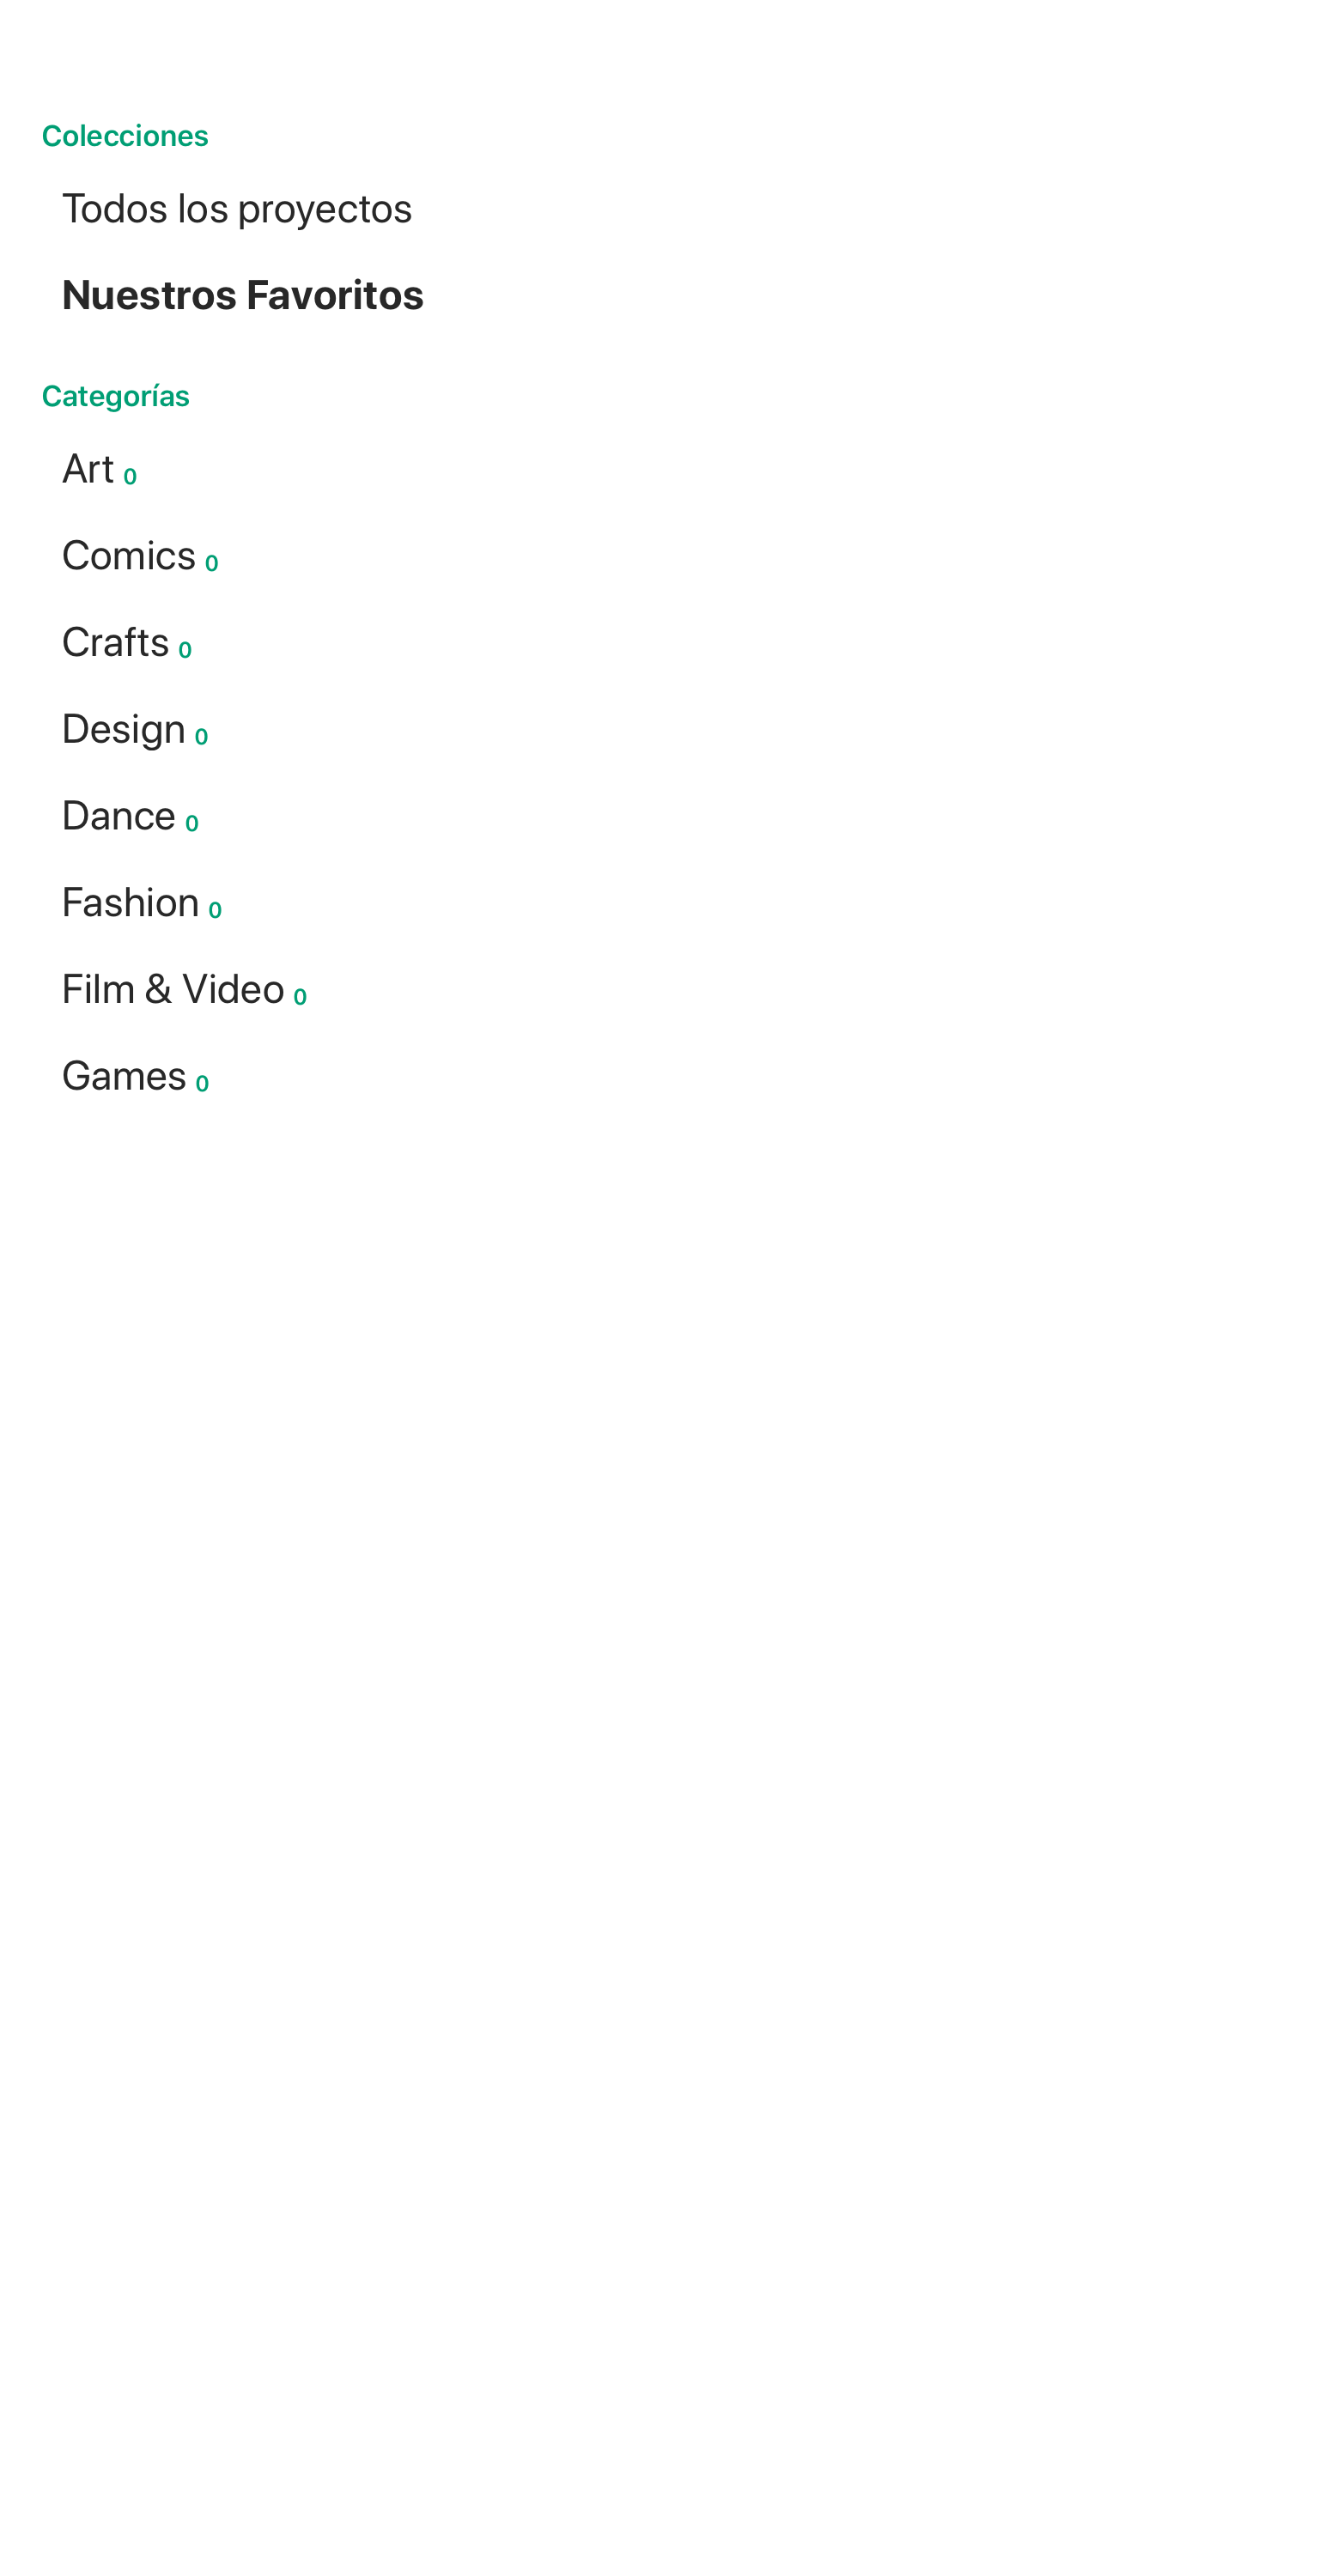 Colecciones
Todos los proyectos
Nuestros Favoritos
Categorías
Art 0
Comics 0
Crafts 0
Design 0
Dance 0
Fashion 0
Film & Video 0
Games 0